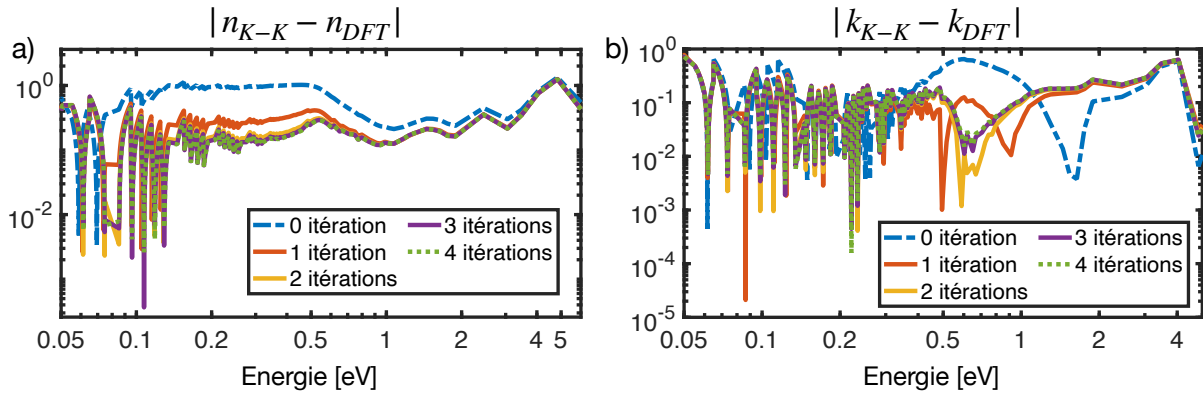 |n_{K−K} − n_{DFT}|
a)
10^0
10^{-2}
0.05 0.1 0.2 0.5 1 2 4 5
Energie [eV]
0 itération
1 itération
2 itérations
3 itérations
4 itérations
|k_{K−K} − k_{DFT}|
b)
10^0
10^{-1}
10^{-2}
10^{-3}
10^{-4}
10^{-5}
0.05 0.1 0.2 0.5 1 2 4
Energie [eV]
0 itération
1 itération
2 itérations
3 itérations
4 itérations